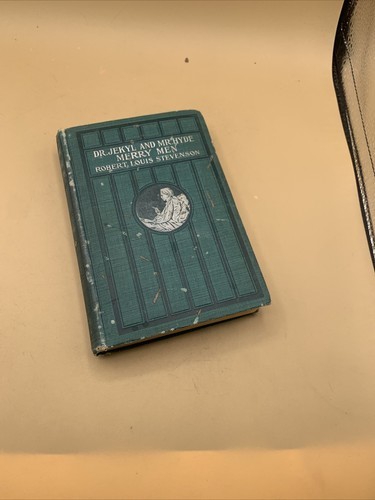 DR. JEKYL AND MR. HYDE
MERRY MEN
ROBERT LOUIS STEVENSON